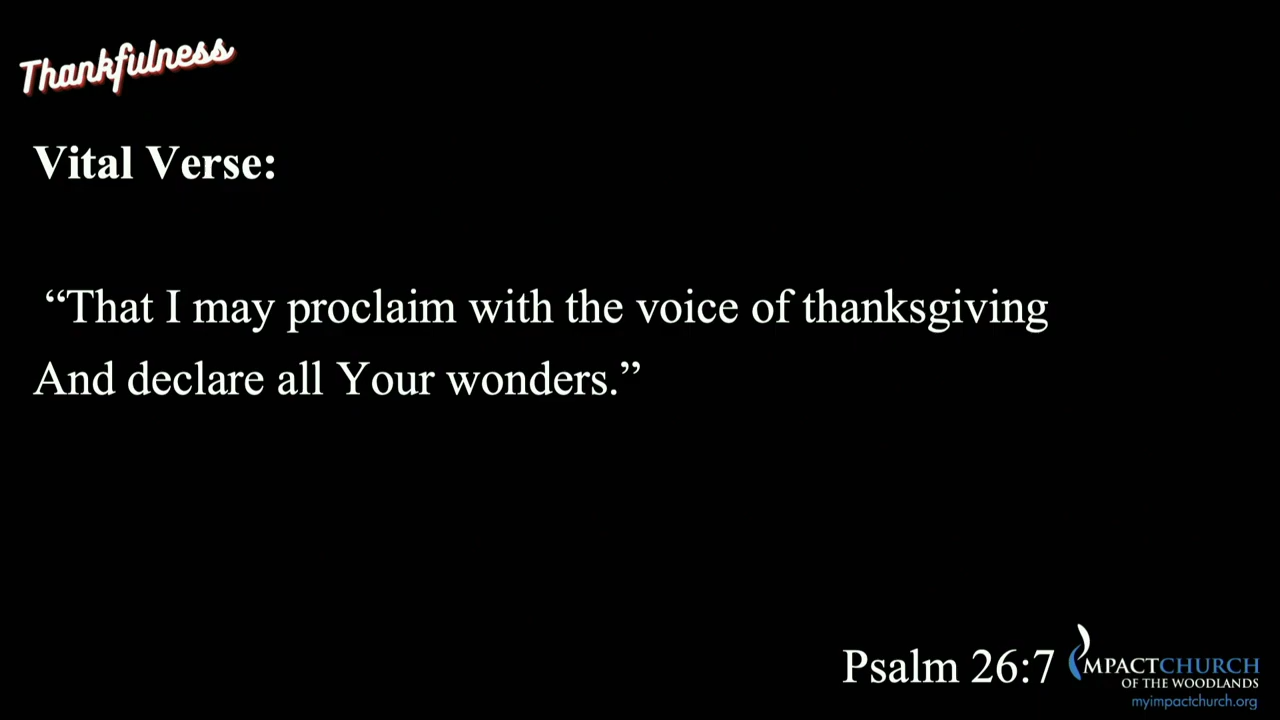 Thankfulness
Vital Verse:
“That I may proclaim with the voice of thanksgiving
And declare all Your wonders.”
Psalm 26:7
IMPACTCHURCH
OF THE WOODLANDS
myimpactchurch.org